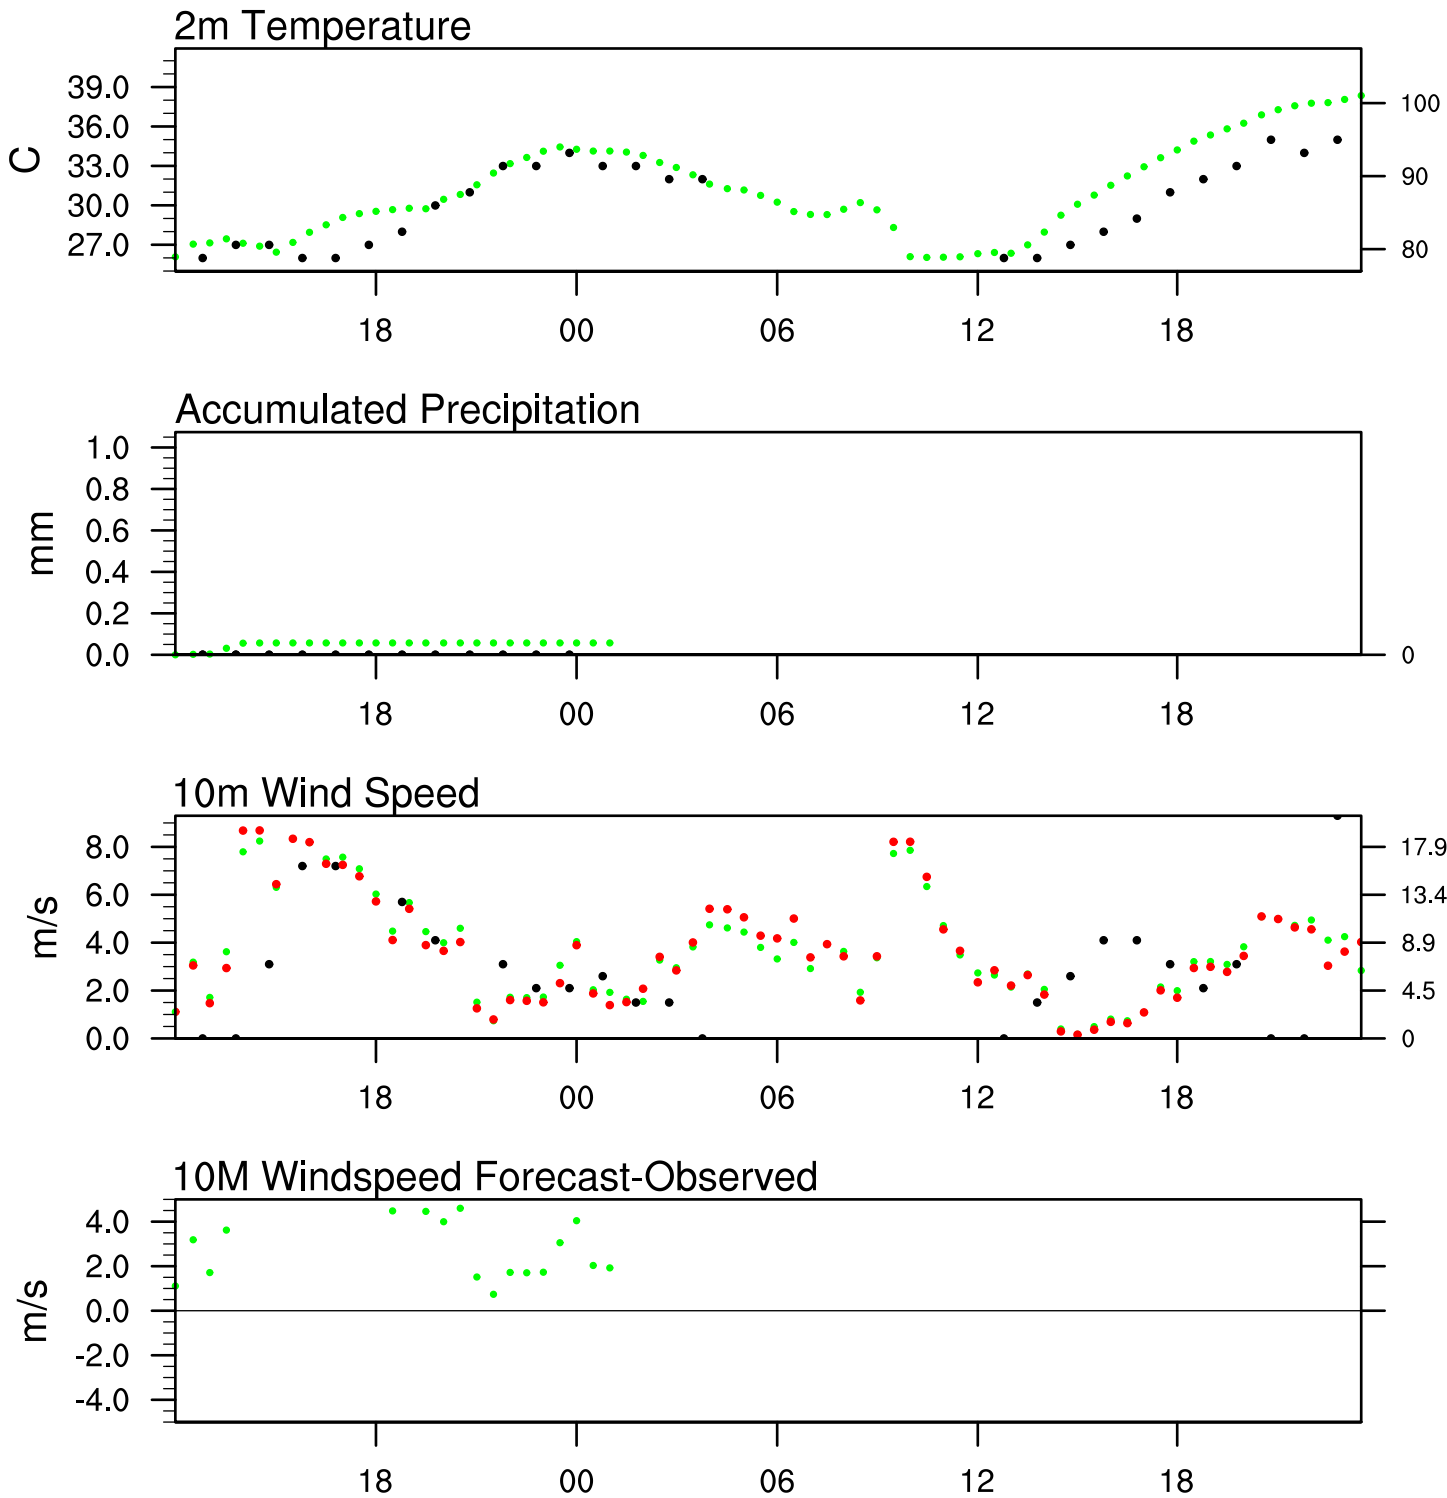 2m Temperature
39.0
36.0
33.0
30.0
27.0
C
100
90
80
18 00 06 12 18
Accumulated Precipitation
1.0
0.8
0.6
0.4
0.2
0.0
mm
0
18 00 06 12 18
10m Wind Speed
8.0
6.0
4.0
2.0
0.0
m/s
17.9
13.4
8.9
4.5
0
18 00 06 12 18
10M Windspeed Forecast-Observed
4.0
2.0
0.0
-2.0
-4.0
m/s
18 00 06 12 18